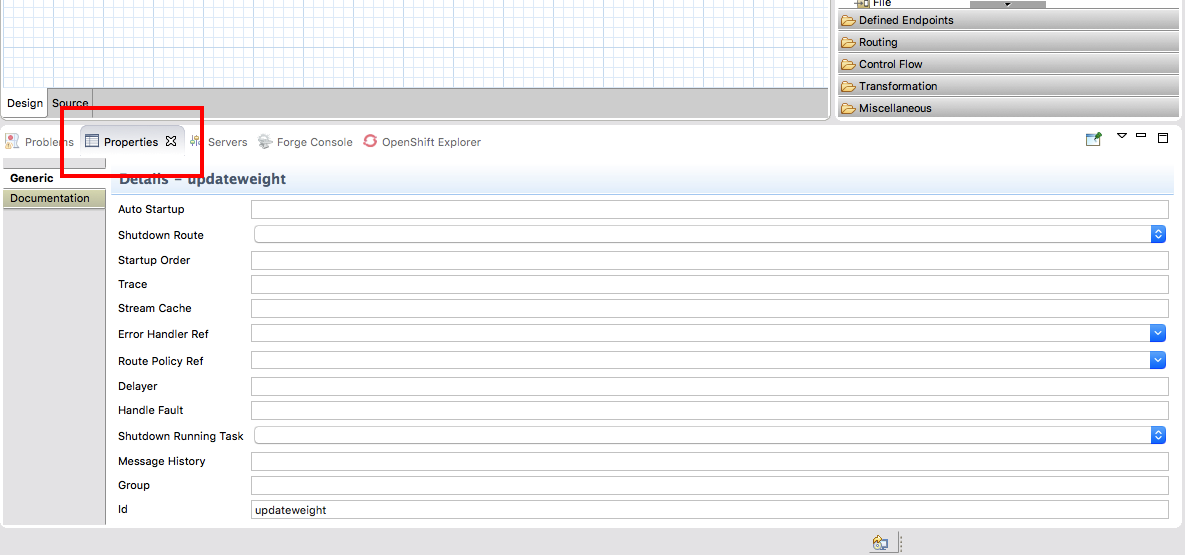 File
Defined Endpoints
Routing
Control Flow
Transformation
Miscellaneous
Design Source
Problems Properties Servers Forge Console OpenShift Explorer
Generic
Documentation
Details - updateweight
Auto Startup
Shutdown Route
Startup Order
Trace
Stream Cache
Error Handler Ref
Route Policy Ref
Delayer
Handle Fault
Shutdown Running Task
Message History
Group
Id updateweight